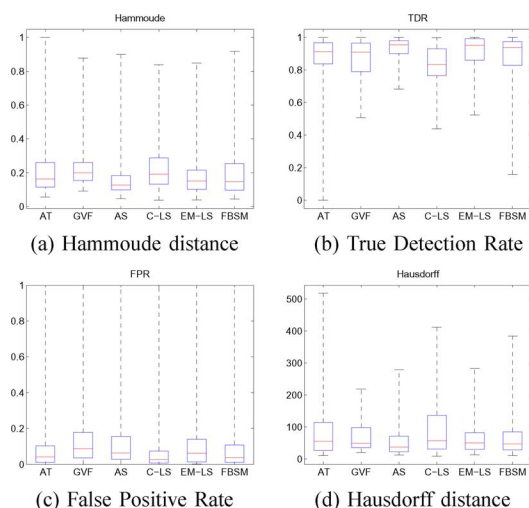 Hammoude
1
0.8
0.6
0.4
0.2
0
AT GVF AS C-LS EM-LS FBSM
(a) Hammoude distance
TDR
1
0.8
0.6
0.4
0.2
0
AT GVF AS C-LS EM-LS FBSM
(b) True Detection Rate
FPR
1
0.8
0.6
0.4
0.2
0
AT GVF AS C-LS EM-LS FBSM
(c) False Positive Rate
Hausdorff
500
400
300
200
100
0
AT GVF AS C-LS EM-LS FBSM
(d) Hausdorff distance